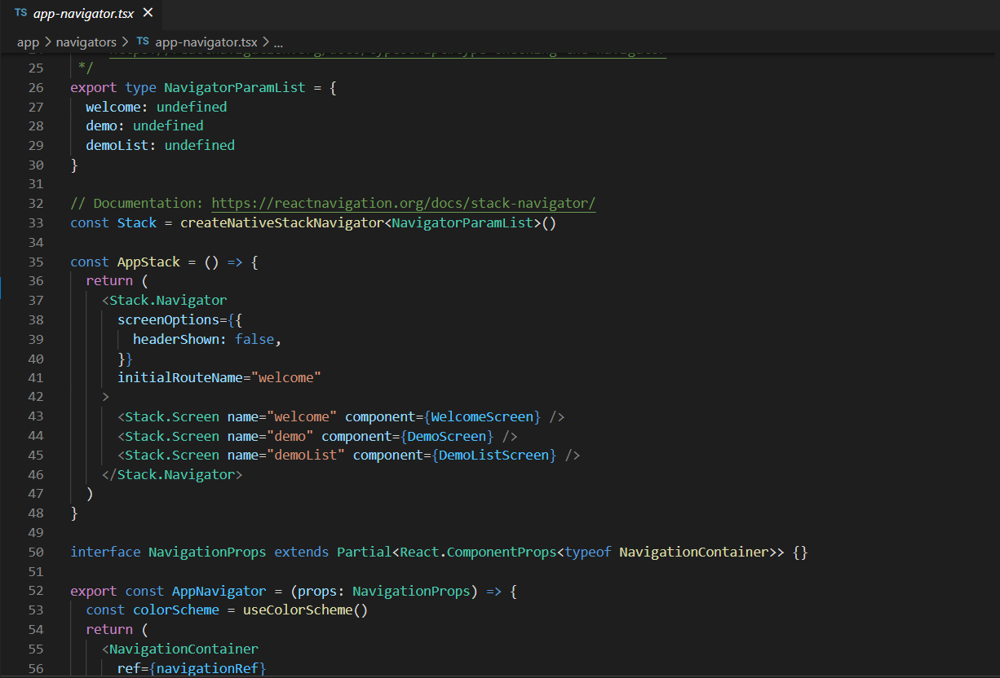 TS app-navigator.tsx ×
app > navigators > TS app-navigator.tsx > ...
25 */
26 export type NavigatorParamList = {
27 welcome: undefined
28 demo: undefined
29 demoList: undefined
30 }
31
32 // Documentation: https://reactnavigation.org/docs/stack-navigator/
33 const Stack = createNativeStackNavigator<NavigatorParamList>()
34
35 const AppStack = () => {
36 return (
37 <Stack.Navigator
38 screenOptions={{
39 headerShown: false,
40 }}
41 initialRouteName="welcome"
42 >
43 <Stack.Screen name="welcome" component={WelcomeScreen} />
44 <Stack.Screen name="demo" component={DemoScreen} />
45 <Stack.Screen name="demoList" component={DemoListScreen} />
46 </Stack.Navigator>
47 )
48 }
49
50 interface NavigationProps extends Partial<React.ComponentProps<typeof NavigationContainer>> {}
51
52 export const AppNavigator = (props: NavigationProps) => {
53 const colorScheme = useColorScheme()
54 return (
55 <NavigationContainer
56 ref={navigationRef}